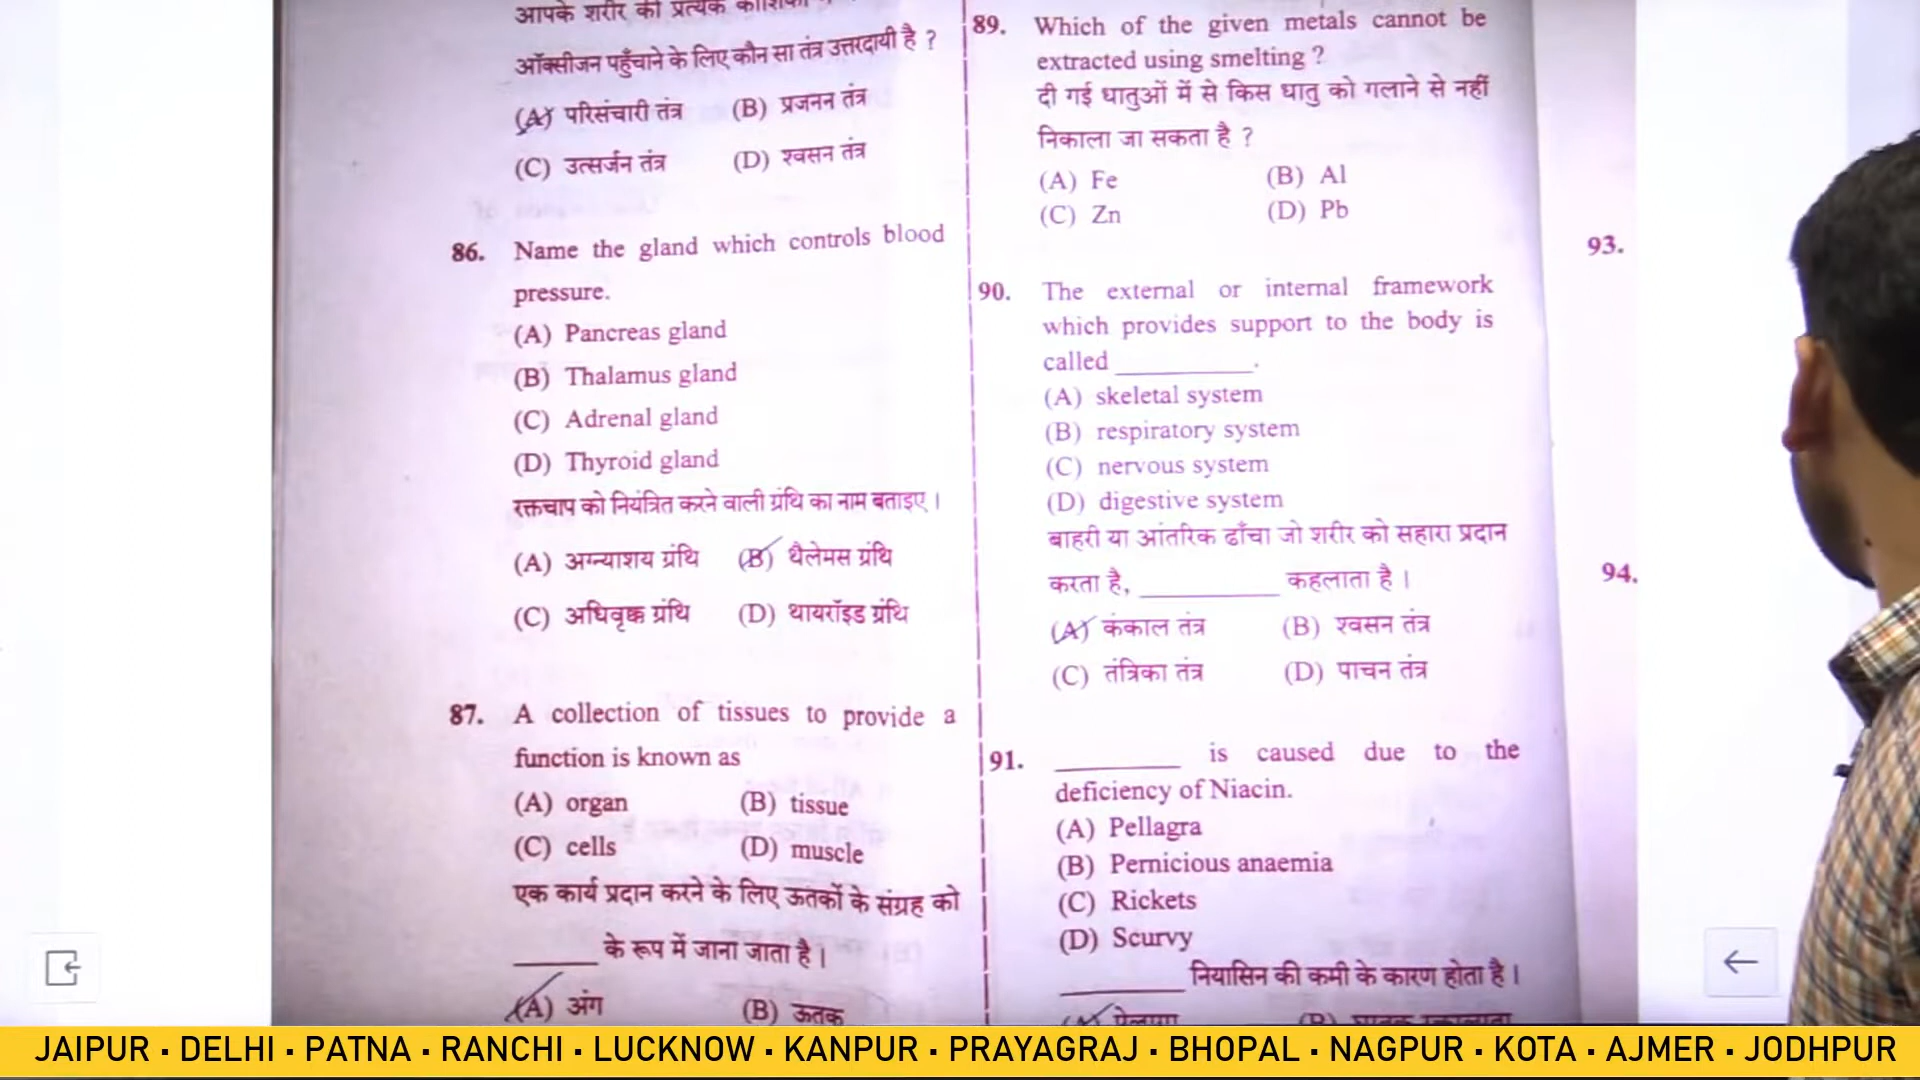 आपके शरीर की प्रत्येक
ऑक्सीजन पहुँचाने के लिए कौन सा तंत्र उत्तरदायी है ?
(A) परिसंचारी तंत्र (B) प्रजनन तंत्र
(C) उत्सर्जन तंत्र (D) श्वसन तंत्र
86. Name the gland which controls blood
pressure.
(A) Pancreas gland
(B) Thalamus gland
(C) Adrenal gland
(D) Thyroid gland
रक्तचाप को नियंत्रित करने वाली ग्रंथि का नाम बताइए ।
(A) अग्न्याशय ग्रंथि (B) थैलेमस ग्रंथि
(C) अधिवृक्क ग्रंथि (D) थायरॉइड ग्रंथि
87. A collection of tissues to provide a
function is known as
(A) organ (B) tissue
(C) cells (D) muscle
एक कार्य प्रदान करने के लिए ऊतकों के संग्रह को
______ के रूप में जाना जाता है ।
(A) अंग (B) ऊतक
89. Which of the given metals cannot be
extracted using smelting ?
दी गई धातुओं में से किस धातु को गलाने से नहीं
निकाला जा सकता है ?
(A) Fe (B) Al
(C) Zn (D) Pb
90. The external or internal framework
which provides support to the body is
called __________.
(A) skeletal system
(B) respiratory system
(C) nervous system
(D) digestive system
बाहरी या आंतरिक ढाँचा जो शरीर को सहारा प्रदान
करता है, __________ कहलाता है ।
(A) कंकाल तंत्र (B) श्वसन तंत्र
(C) तंत्रिका तंत्र (D) पाचन तंत्र
91. _________ is caused due to the
deficiency of Niacin.
(A) Pellagra
(B) Pernicious anaemia
(C) Rickets
(D) Scurvy
_________ नियासिन की कमी के कारण होता है ।
93.
94.
JAIPUR ▪ DELHI ▪ PATNA ▪ RANCHI ▪ LUCKNOW ▪ KANPUR ▪ PRAYAGRAJ ▪ BHOPAL ▪ NAGPUR ▪ KOTA ▪ AJMER ▪ JODHPUR